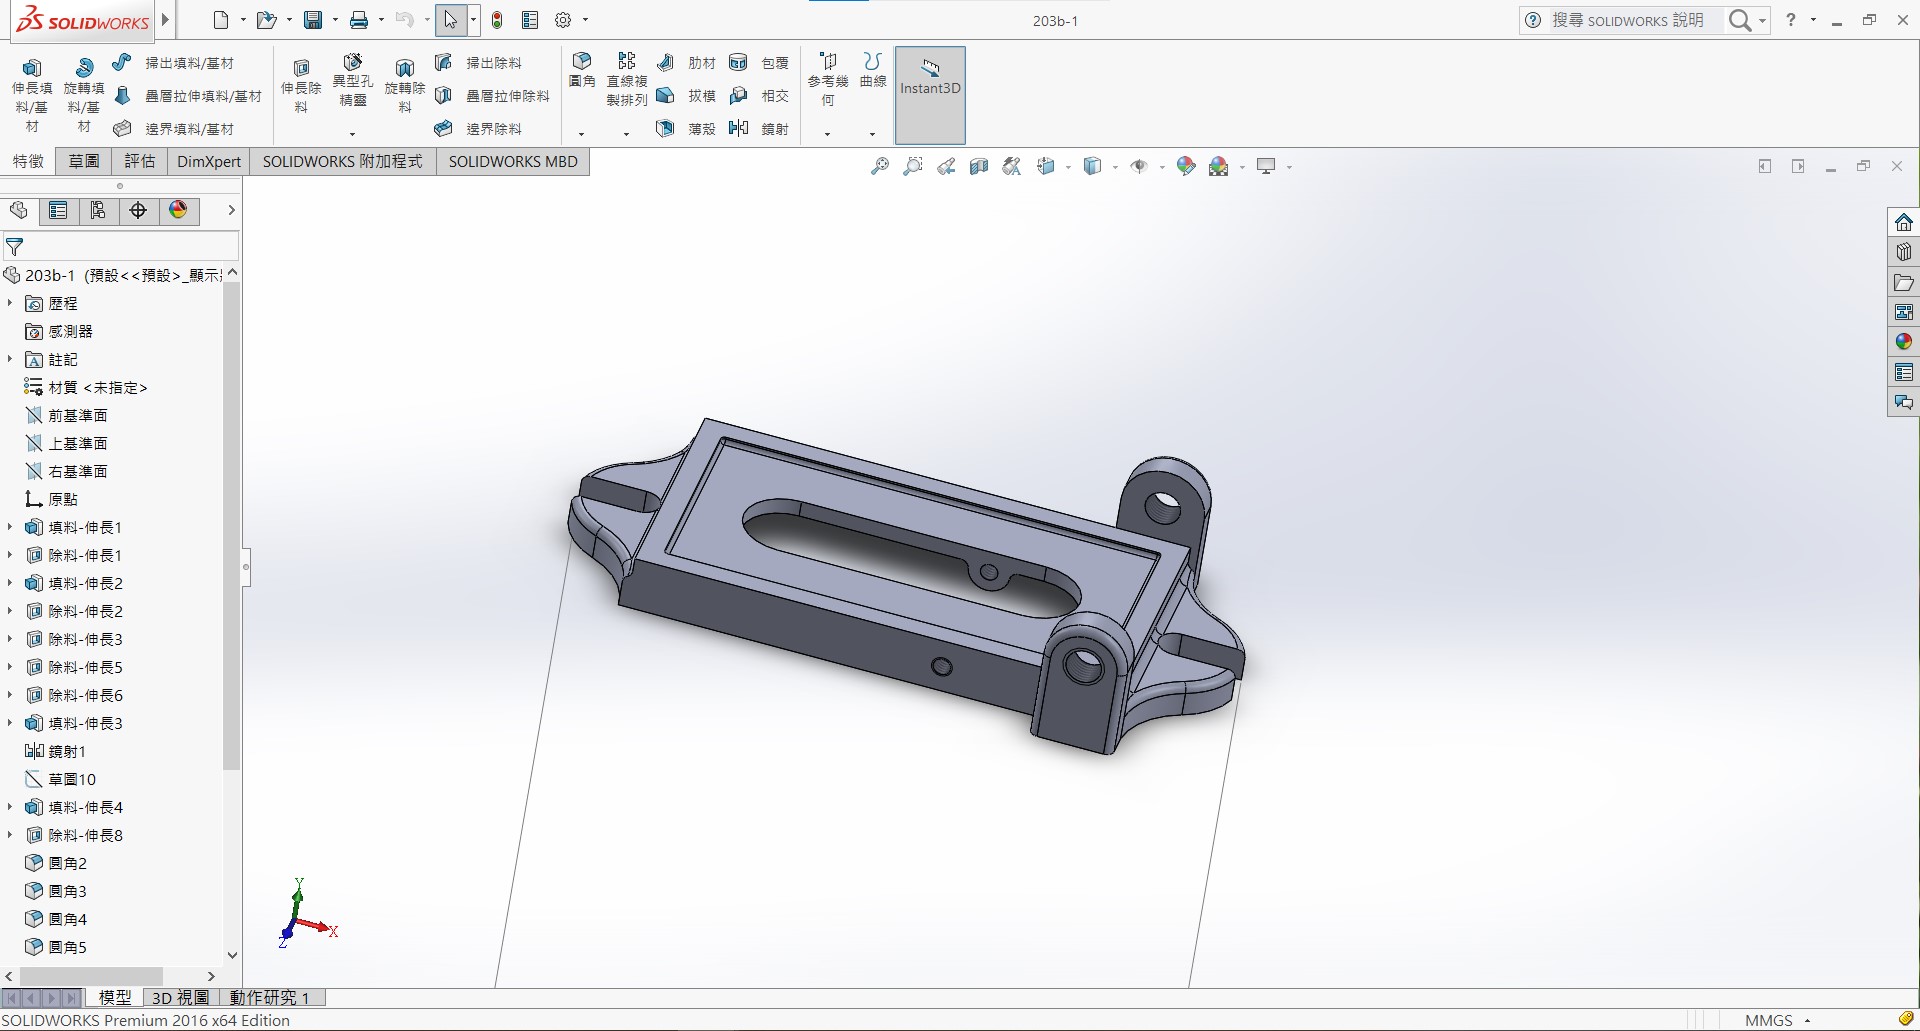 SOLIDWORKS
203b-1
搜尋 SOLIDWORKS 説明
?
伸長填料/基材
旋轉填料/基材
掃出填料/基材
疊層拉伸填料/基材
邊界填料/基材
伸長除料
異型孔精靈
旋轉除料
掃出除料
疊層拉伸除料
邊界除料
圓角
直線複製排列
肋材
拔模
薄殼
包覆
相交
鏡射
參考幾何
曲線
Instant3D
特徵
草圖
評估
DimXpert
SOLIDWORKS 附加程式
SOLIDWORKS MBD
203b-1 (預設<<預設>_顯示
歷程
感測器
註記
材質 <未指定>
前基準面
上基準面
右基準面
原點
填料-伸長1
除料-伸長1
填料-伸長2
除料-伸長2
除料-伸長3
除料-伸長5
除料-伸長6
填料-伸長3
鏡射1
草圖10
填料-伸長4
除料-伸長8
圓角2
圓角3
圓角4
圓角5
Y
X
Z
模型
3D 視圖
動作研究 1
SOLIDWORKS Premium 2016 x64 Edition
MMGS